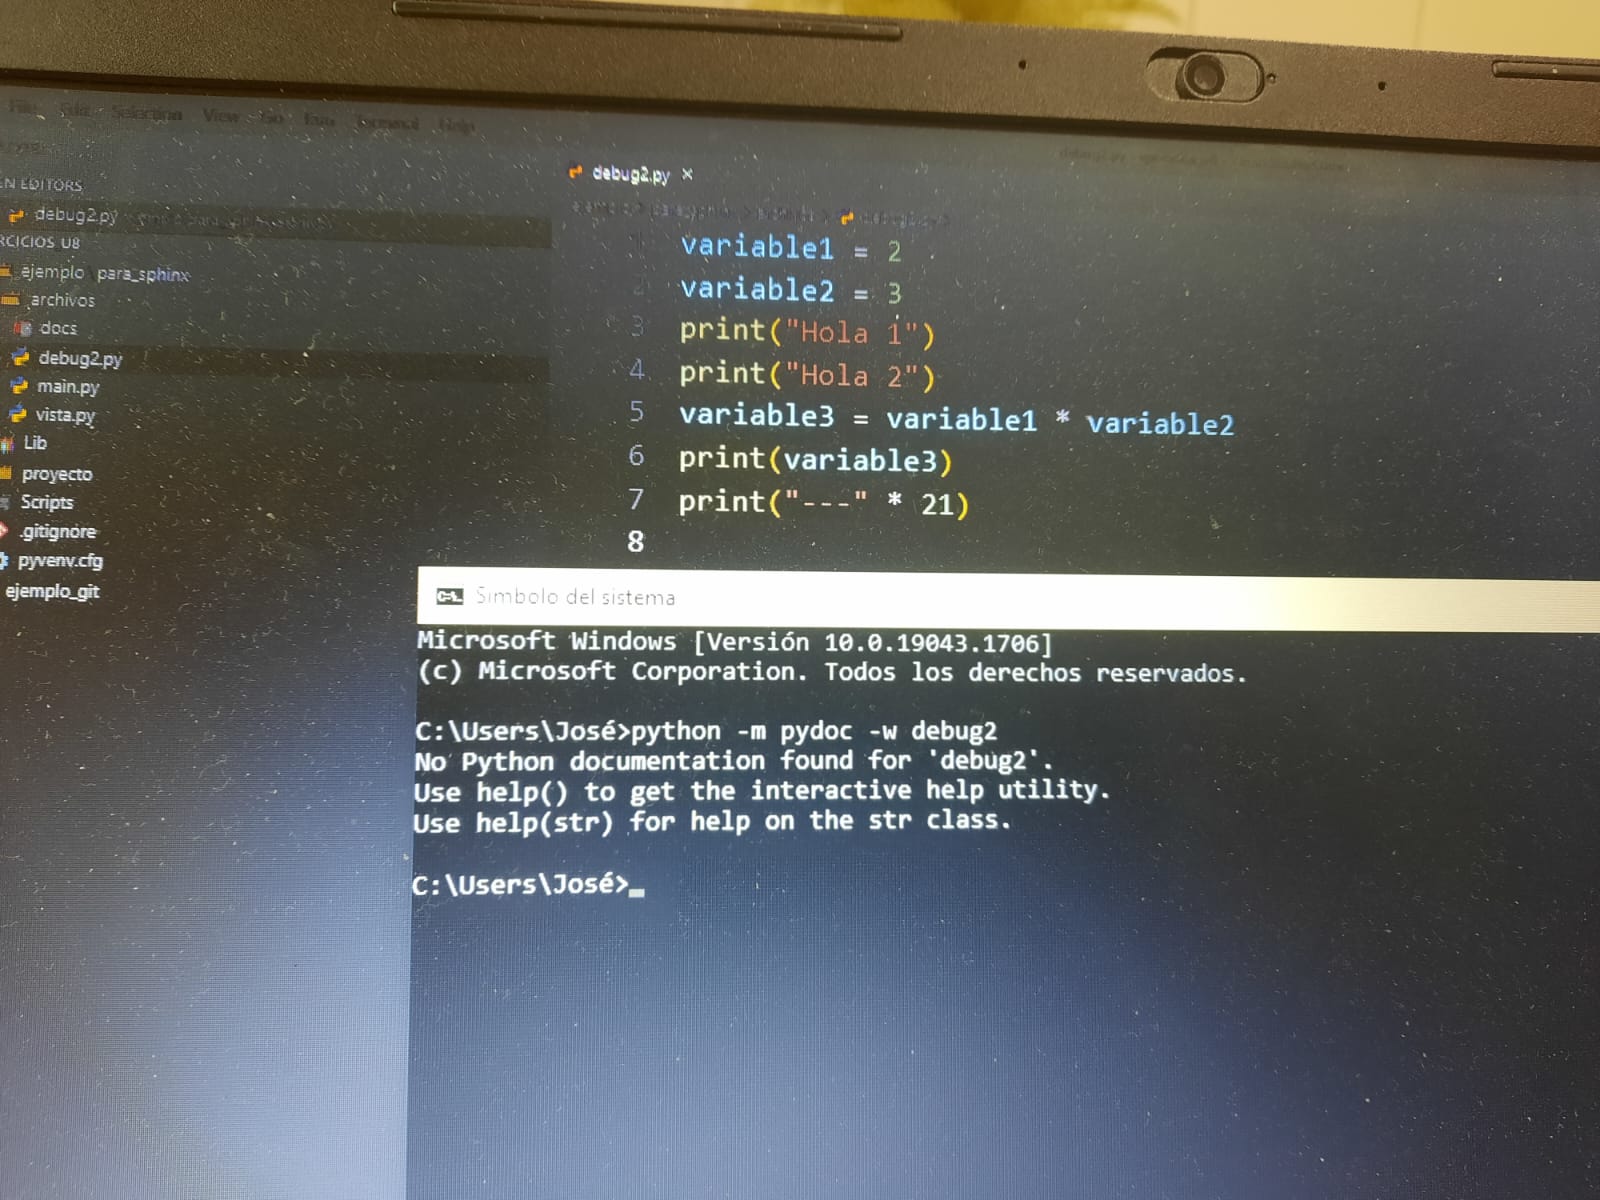 File Edit Selection View Go Run Terminal Help
EN EDITORS
debug2.py
RCICIOS U8
ejemplo para_sphinx
archivos
docs
debug2.py
main.py
vista.py
Lib
proyecto
Scripts
.gitignore
pyvenv.cfg
ejemplo_git
debug2.py ×
variable1 = 2
variable2 = 3
3 print("Hola 1")
4 print("Hola 2")
5 variable3 = variable1 * variable2
6 print(variable3)
7 print("---" * 21)
8
C:\. Símbolo del sistema
Microsoft Windows [Versión 10.0.19043.1706]
(c) Microsoft Corporation. Todos los derechos reservados.
C:\Users\José>python -m pydoc -w debug2
No Python documentation found for 'debug2'.
Use help() to get the interactive help utility.
Use help(str) for help on the str class.
C:\Users\José>_